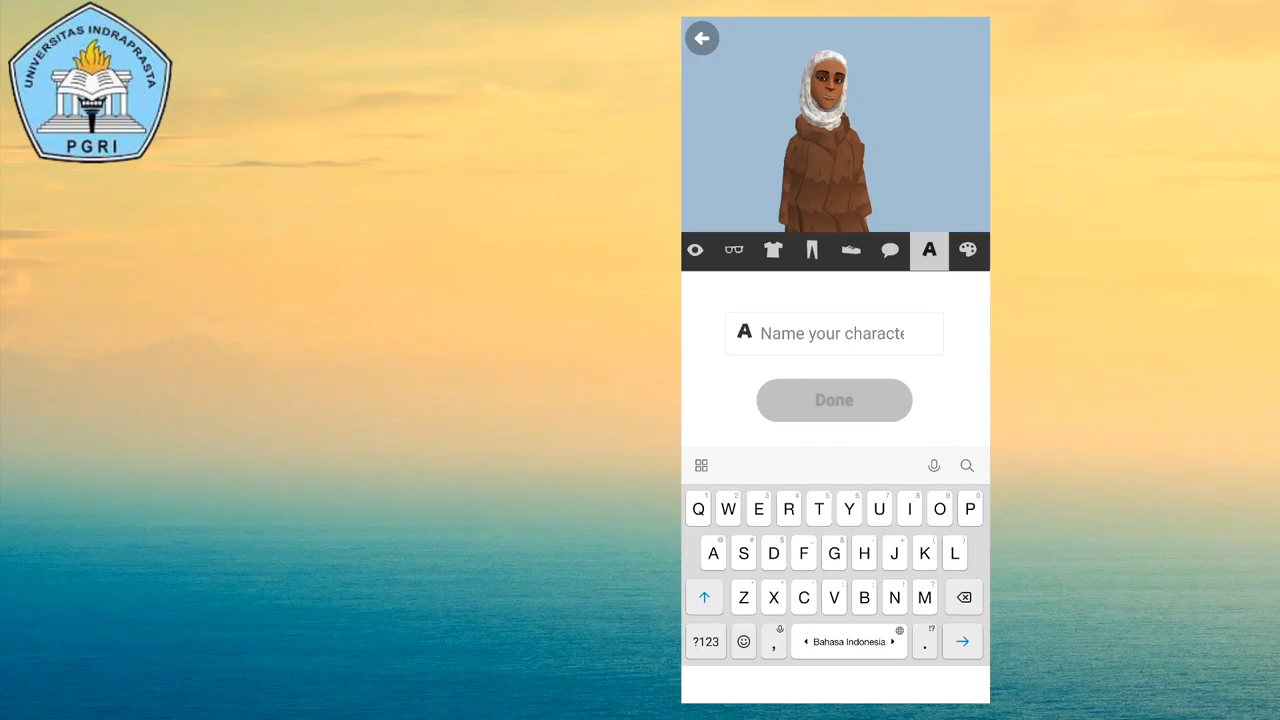 UNIVERSITAS INDRAPRASTA
PGRI
A
A Name your characte
Done
Q W E R T Y U I O P
A S D F G H J K L
Z X C V B N M
?123 , Bahasa Indonesia . !?